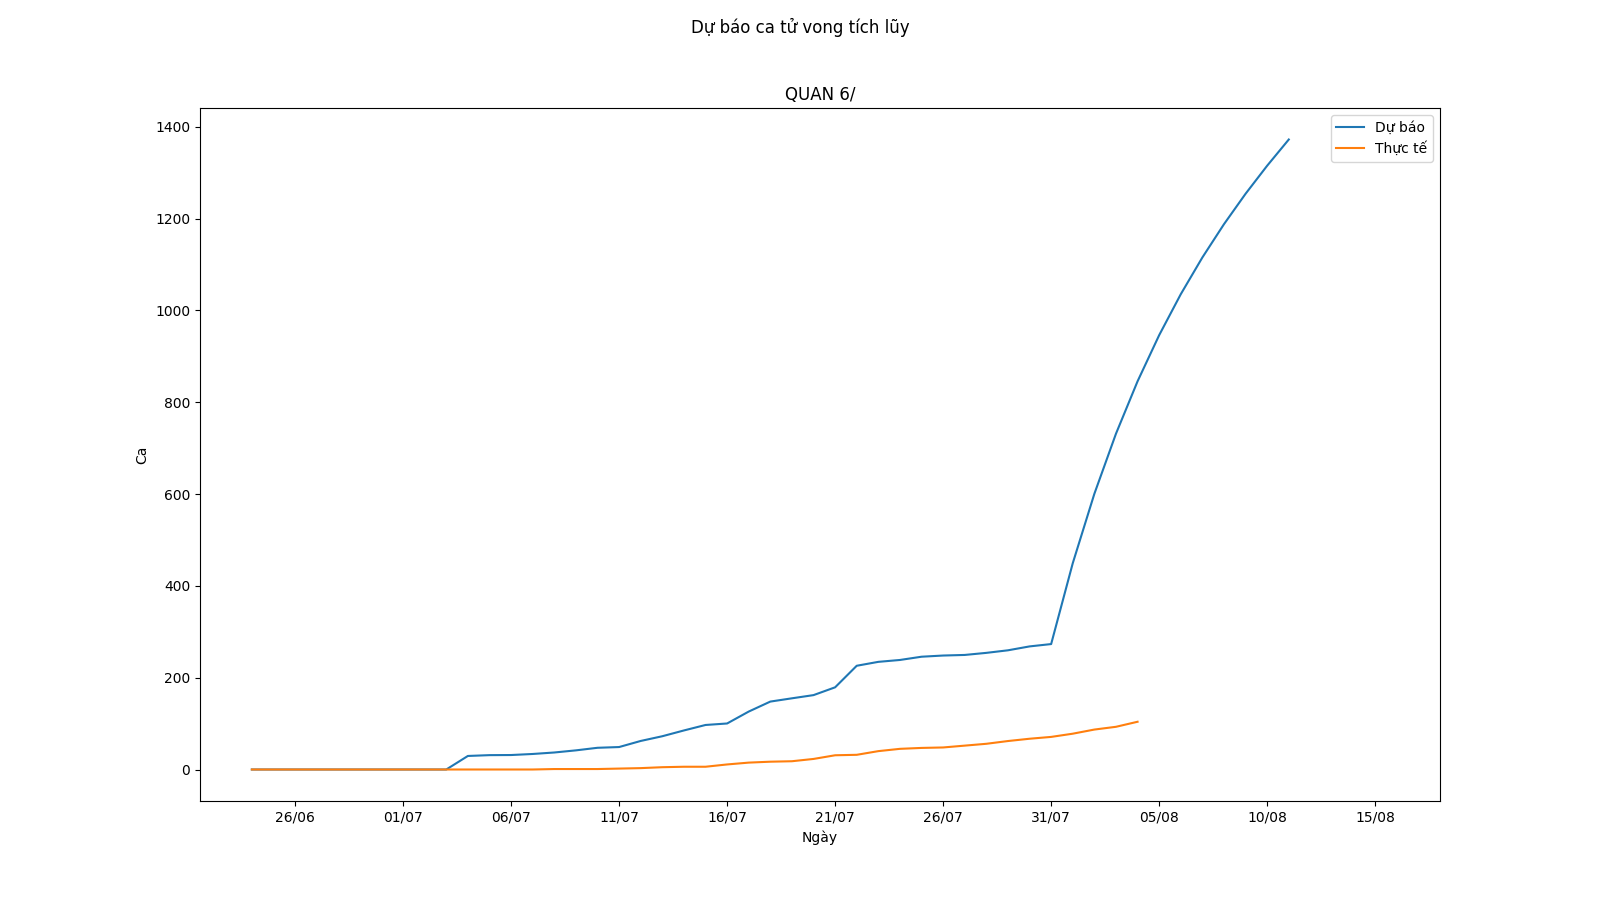 Dự báo ca tử vong tích lũy
QUAN 6/
Dự báo
Thực tế
1400
1200
1000
800
600
400
200
0
Ca
26/06 01/07 06/07 11/07 16/07 21/07 26/07 31/07 05/08 10/08 15/08
Ngày